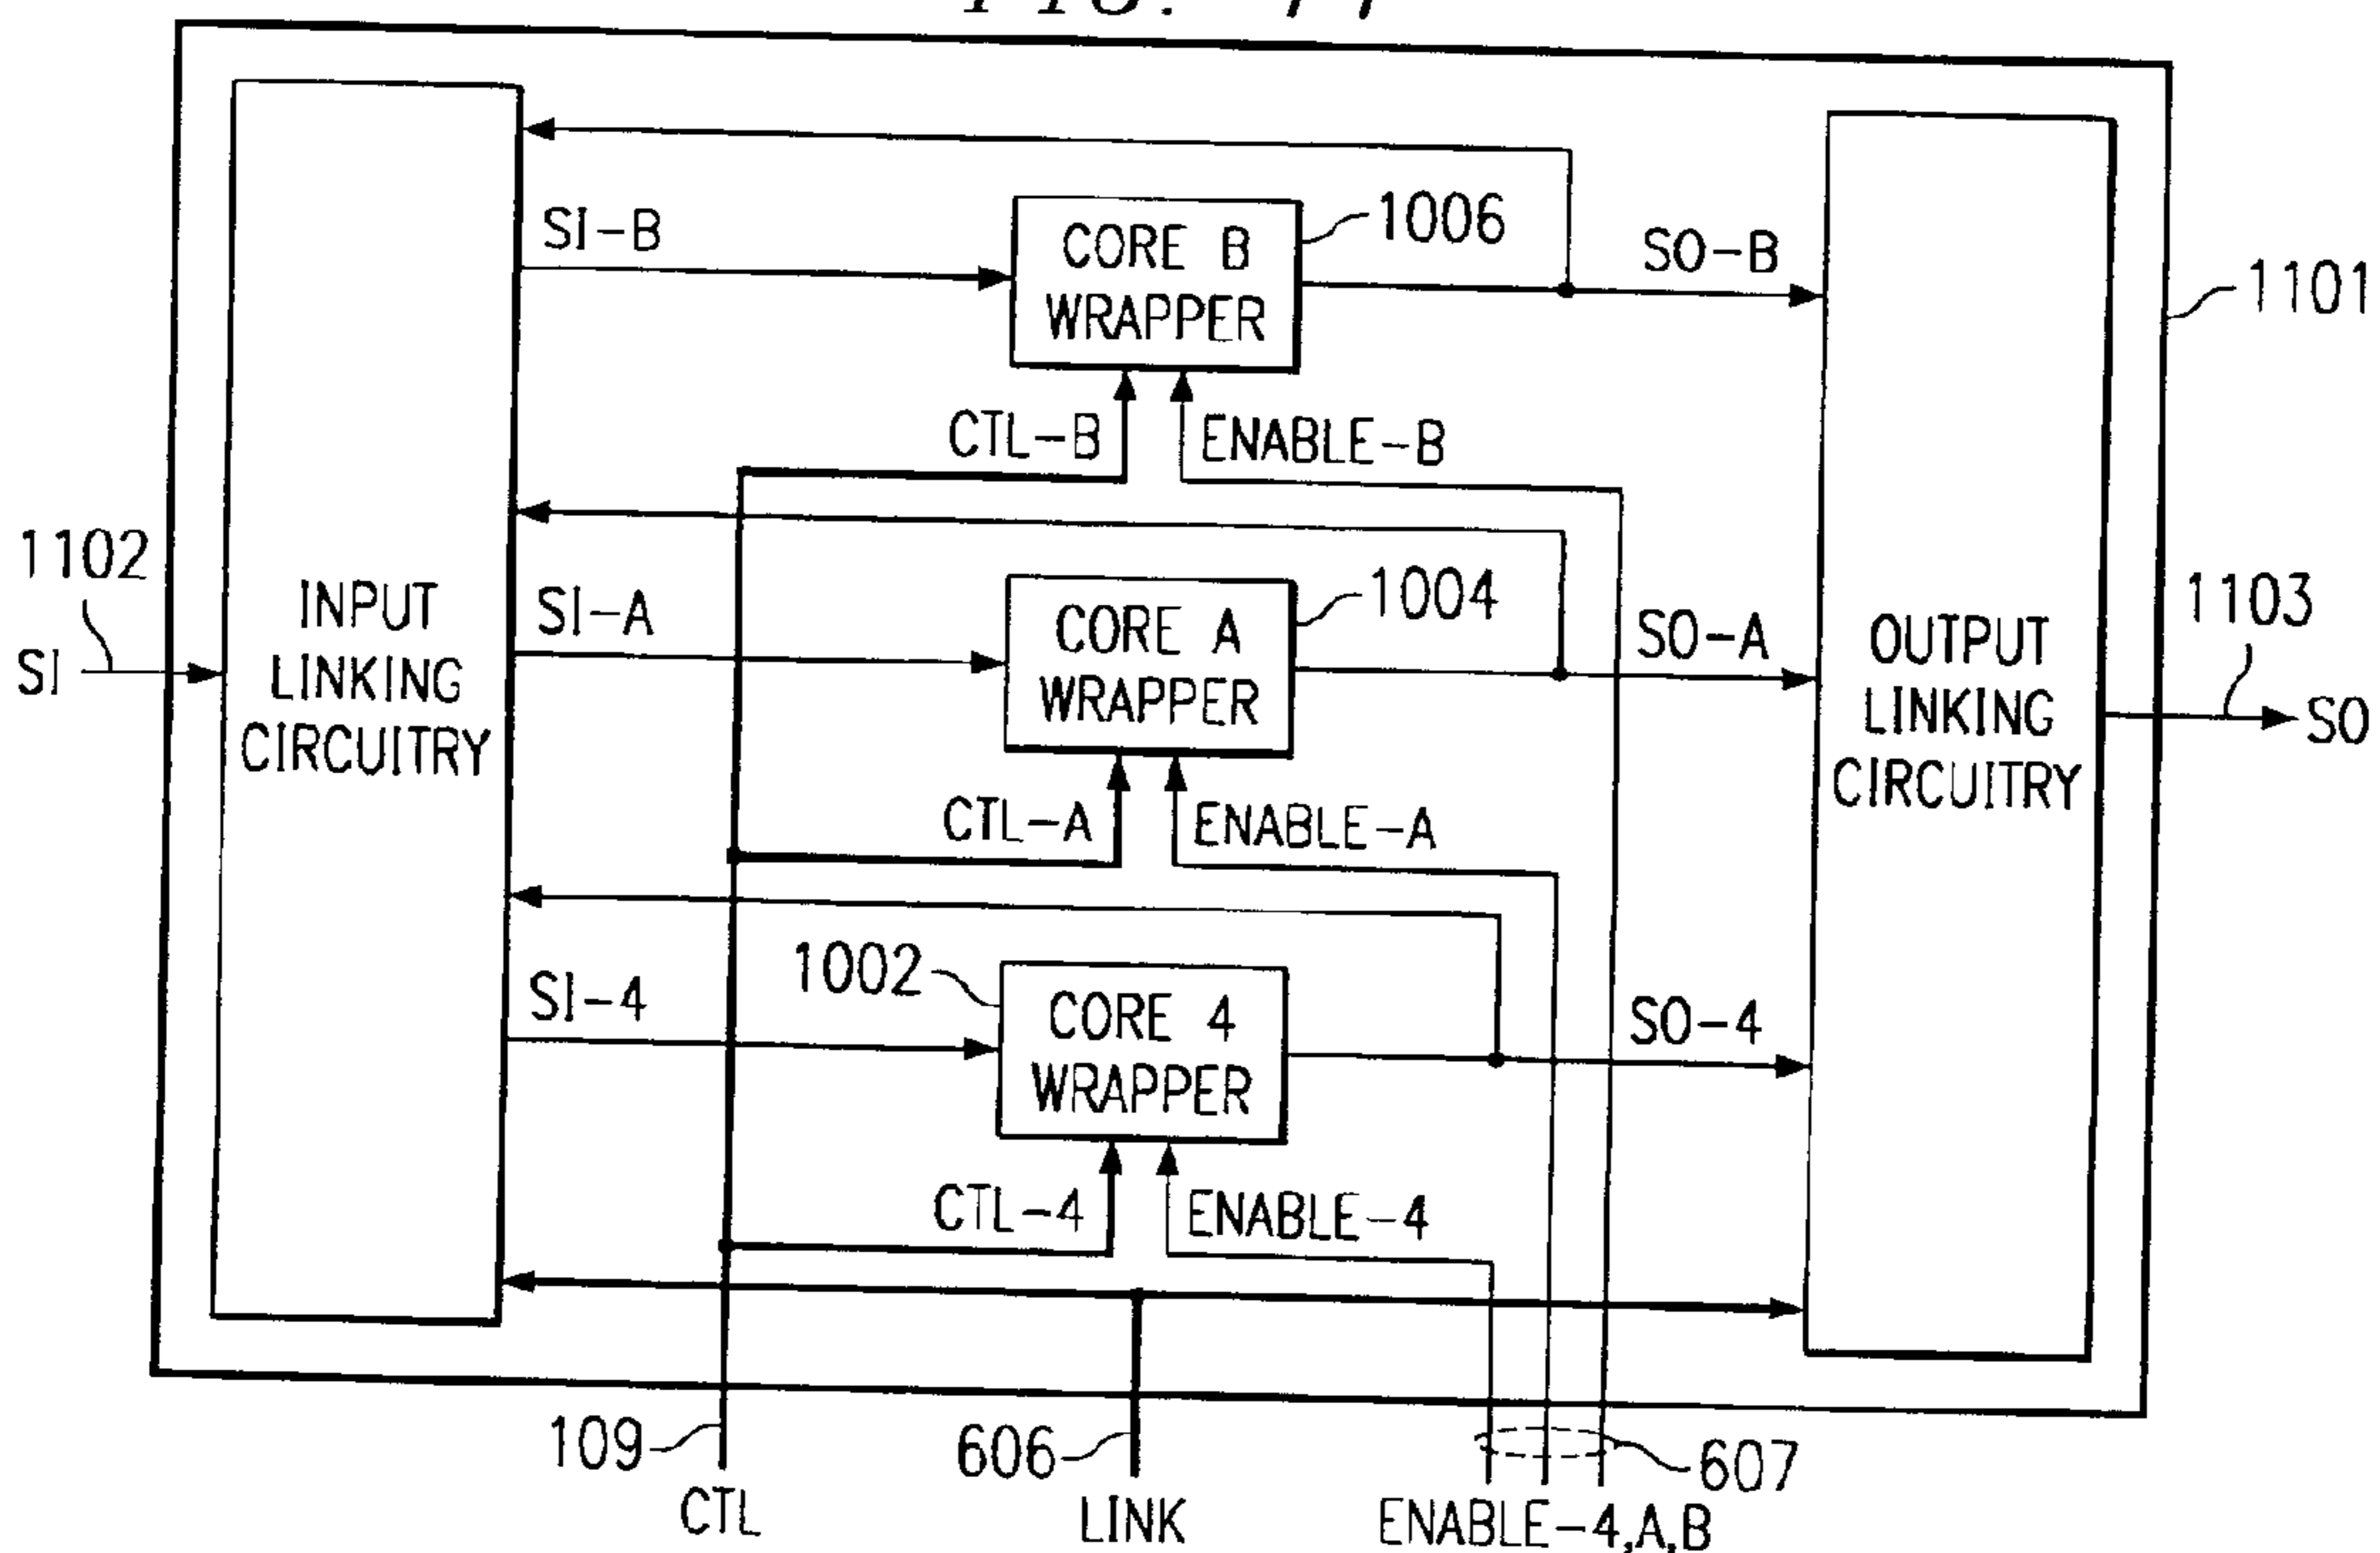 1006
SI-B
CORE B
WRAPPER
SO-B
1101
CTL-B
ENABLE-B
1102
SI
INPUT
LINKING
CIRCUITRY
SI-A
CORE A
WRAPPER
1004
SO-A
OUTPUT
LINKING
CIRCUITRY
1103
SO
CTL-A
ENABLE-A
1002
SI-4
CORE 4
WRAPPER
SO-4
CTL-4
ENABLE-4
109
CTL
606
LINK
607
ENABLE-4,A,B